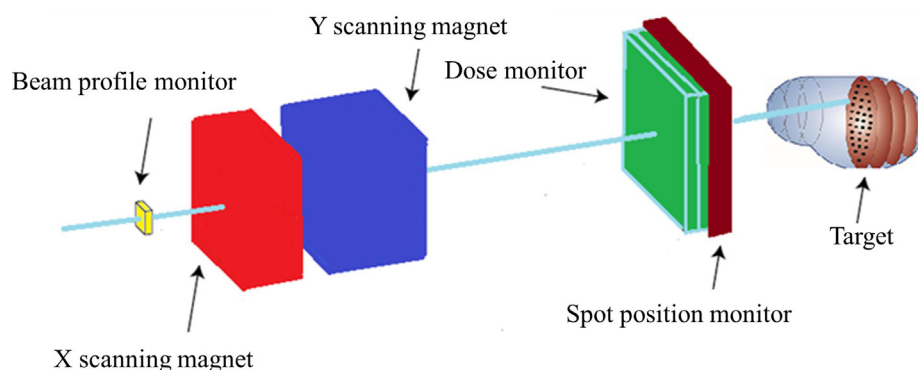 Y scanning magnet
Beam profile monitor
Dose monitor
Target
Spot position monitor
X scanning magnet